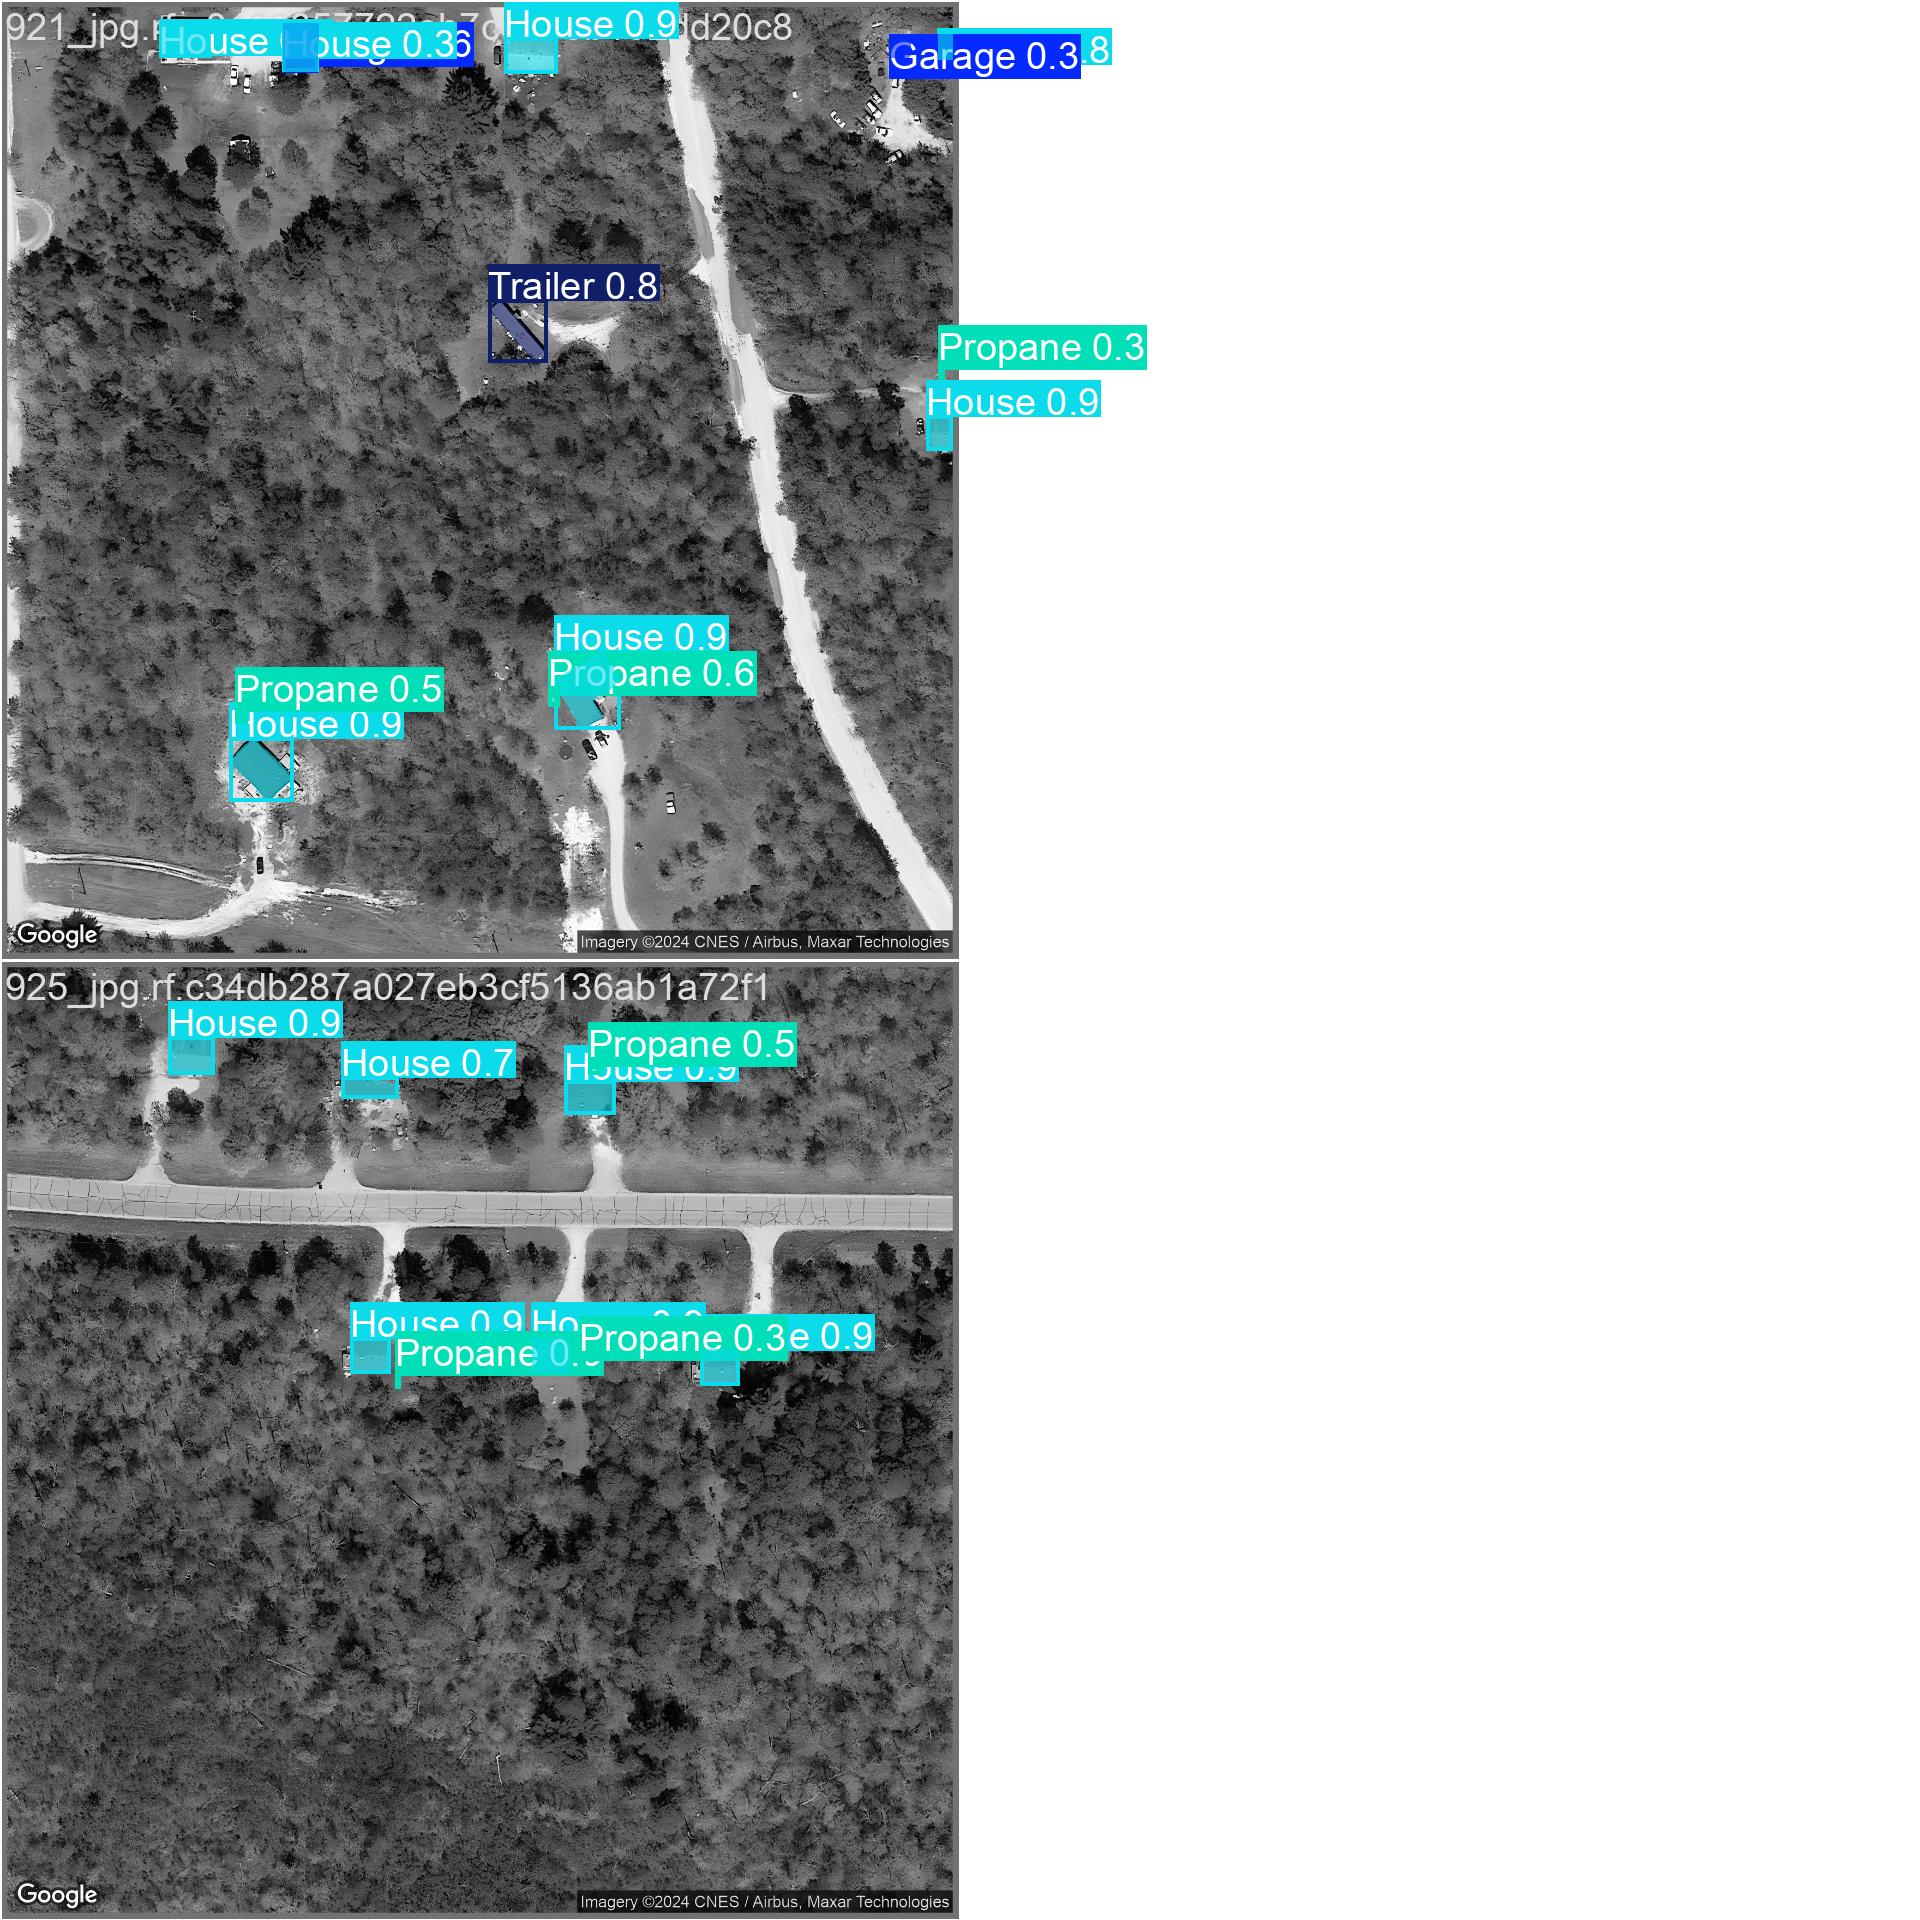 House 0.9
House 0.3
Garage 0.3
Trailer 0.8
Propane 0.3
House 0.9
House 0.9
Propane 0.6
Propane 0.5
House 0.9
Google
Imagery ©2024 CNES / Airbus, Maxar Technologies
925_jpg.rf.c34db287a027eb3cf5136ab1a72f1
House 0.9
Propane 0.5
House 0.7
House 0.9
House 0.9
Propane 0.3
e 0.9
Propane
Google
Imagery ©2024 CNES / Airbus, Maxar Technologies